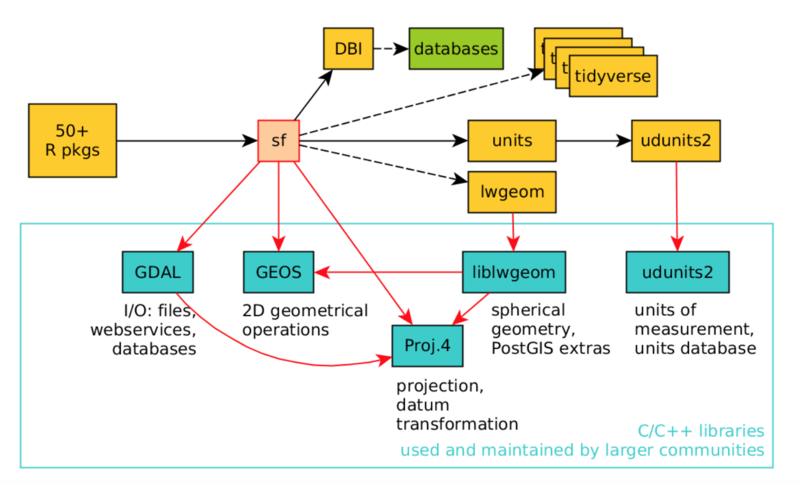 DBI
databases
t
t
t
tidyverse
50+
R pkgs
sf
units
udunits2
lwgeom
GDAL
GEOS
liblwgeom
udunits2
I/O: files,
webservices,
databases
2D geometrical
operations
spherical
geometry,
PostGIS extras
units of
measurement,
units database
Proj.4
projection,
datum
transformation
C/C++ libraries
used and maintained by larger communities